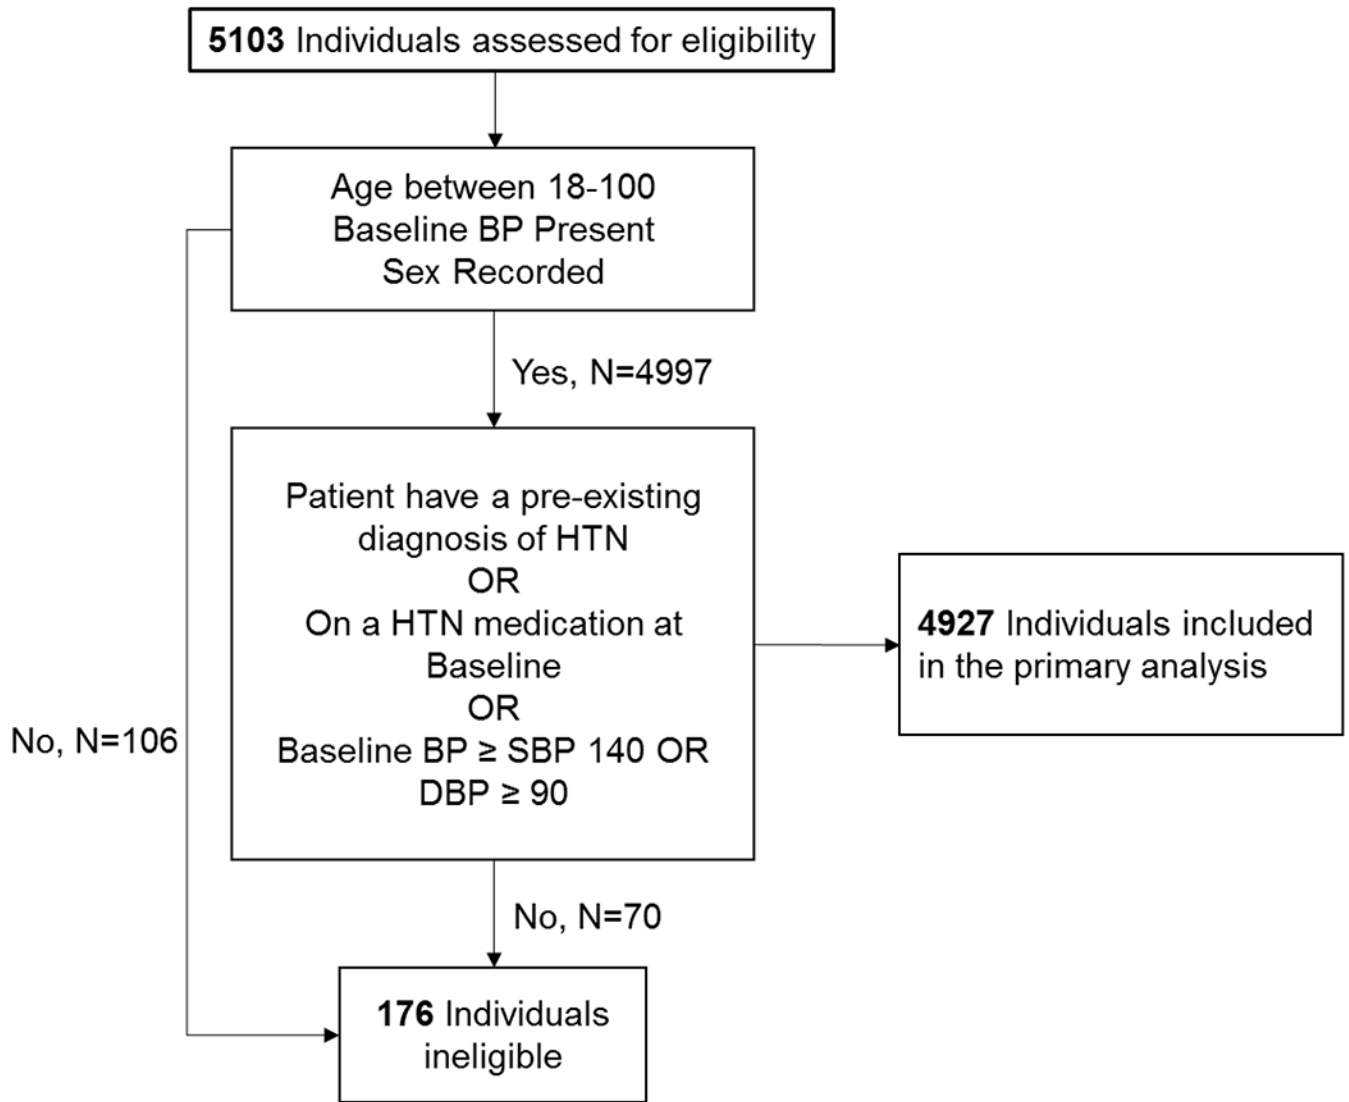 5103 Individuals assessed for eligibility
Age between 18-100
Baseline BP Present
Sex Recorded
Yes, N=4997
Patient have a pre-existing
diagnosis of HTN
OR
On a HTN medication at
Baseline
OR
Baseline BP ≥ SBP 140 OR
DBP ≥ 90
4927 Individuals included
in the primary analysis
No, N=106
No, N=70
176 Individuals
ineligible